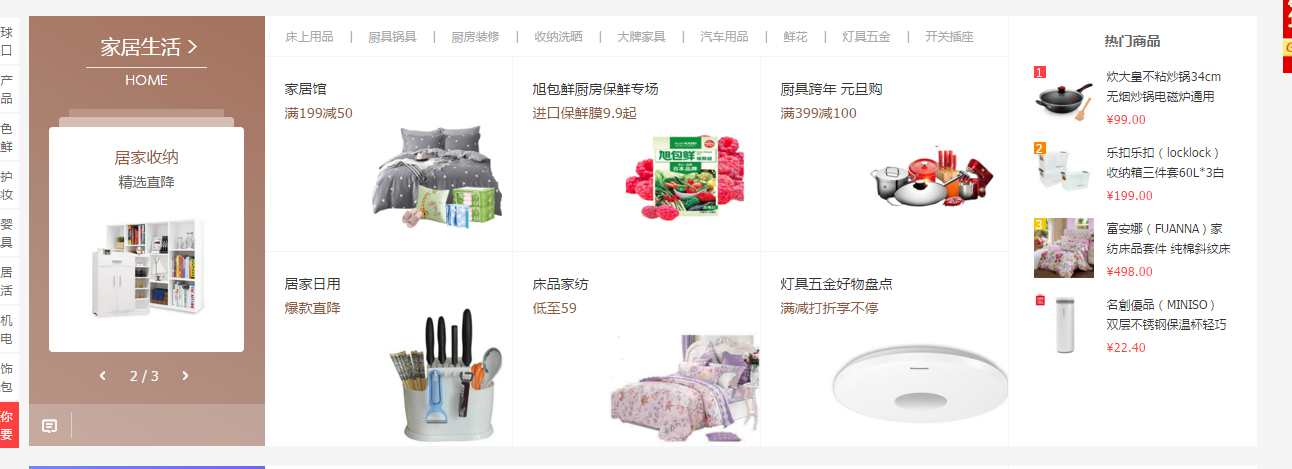 球
口
产
品
色
鲜
护
妆
婴
具
居
活
机
电
饰
包
你
要
家居生活 >
HOME
居家收纳
精选直降
2 / 3
床上用品 | 厨具锅具 | 厨房装修 | 收纳洗晒 | 大牌家具 | 汽车用品 | 鲜花 | 灯具五金 | 开关插座
家居馆
满199减50
旭包鲜厨房保鲜专场
进口保鲜膜9.9起
旭包鲜
日本品牌
厨具跨年 元旦购
满399减100
居家日用
爆款直降
床品家纺
低至59
灯具五金好物盘点
满减打折享不停
Panasonic
热门商品
1
炊大皇不粘炒锅34cm
无烟炒锅电磁炉通用
¥99.00
2
乐扣乐扣（locklock）
收纳箱三件套60L*3白
¥199.00
3
富安娜（FUANNA）家
纺床品套件 纯棉斜纹床
¥498.00
名創優品（MINISO）
双层不锈钢保温杯轻巧
¥22.40